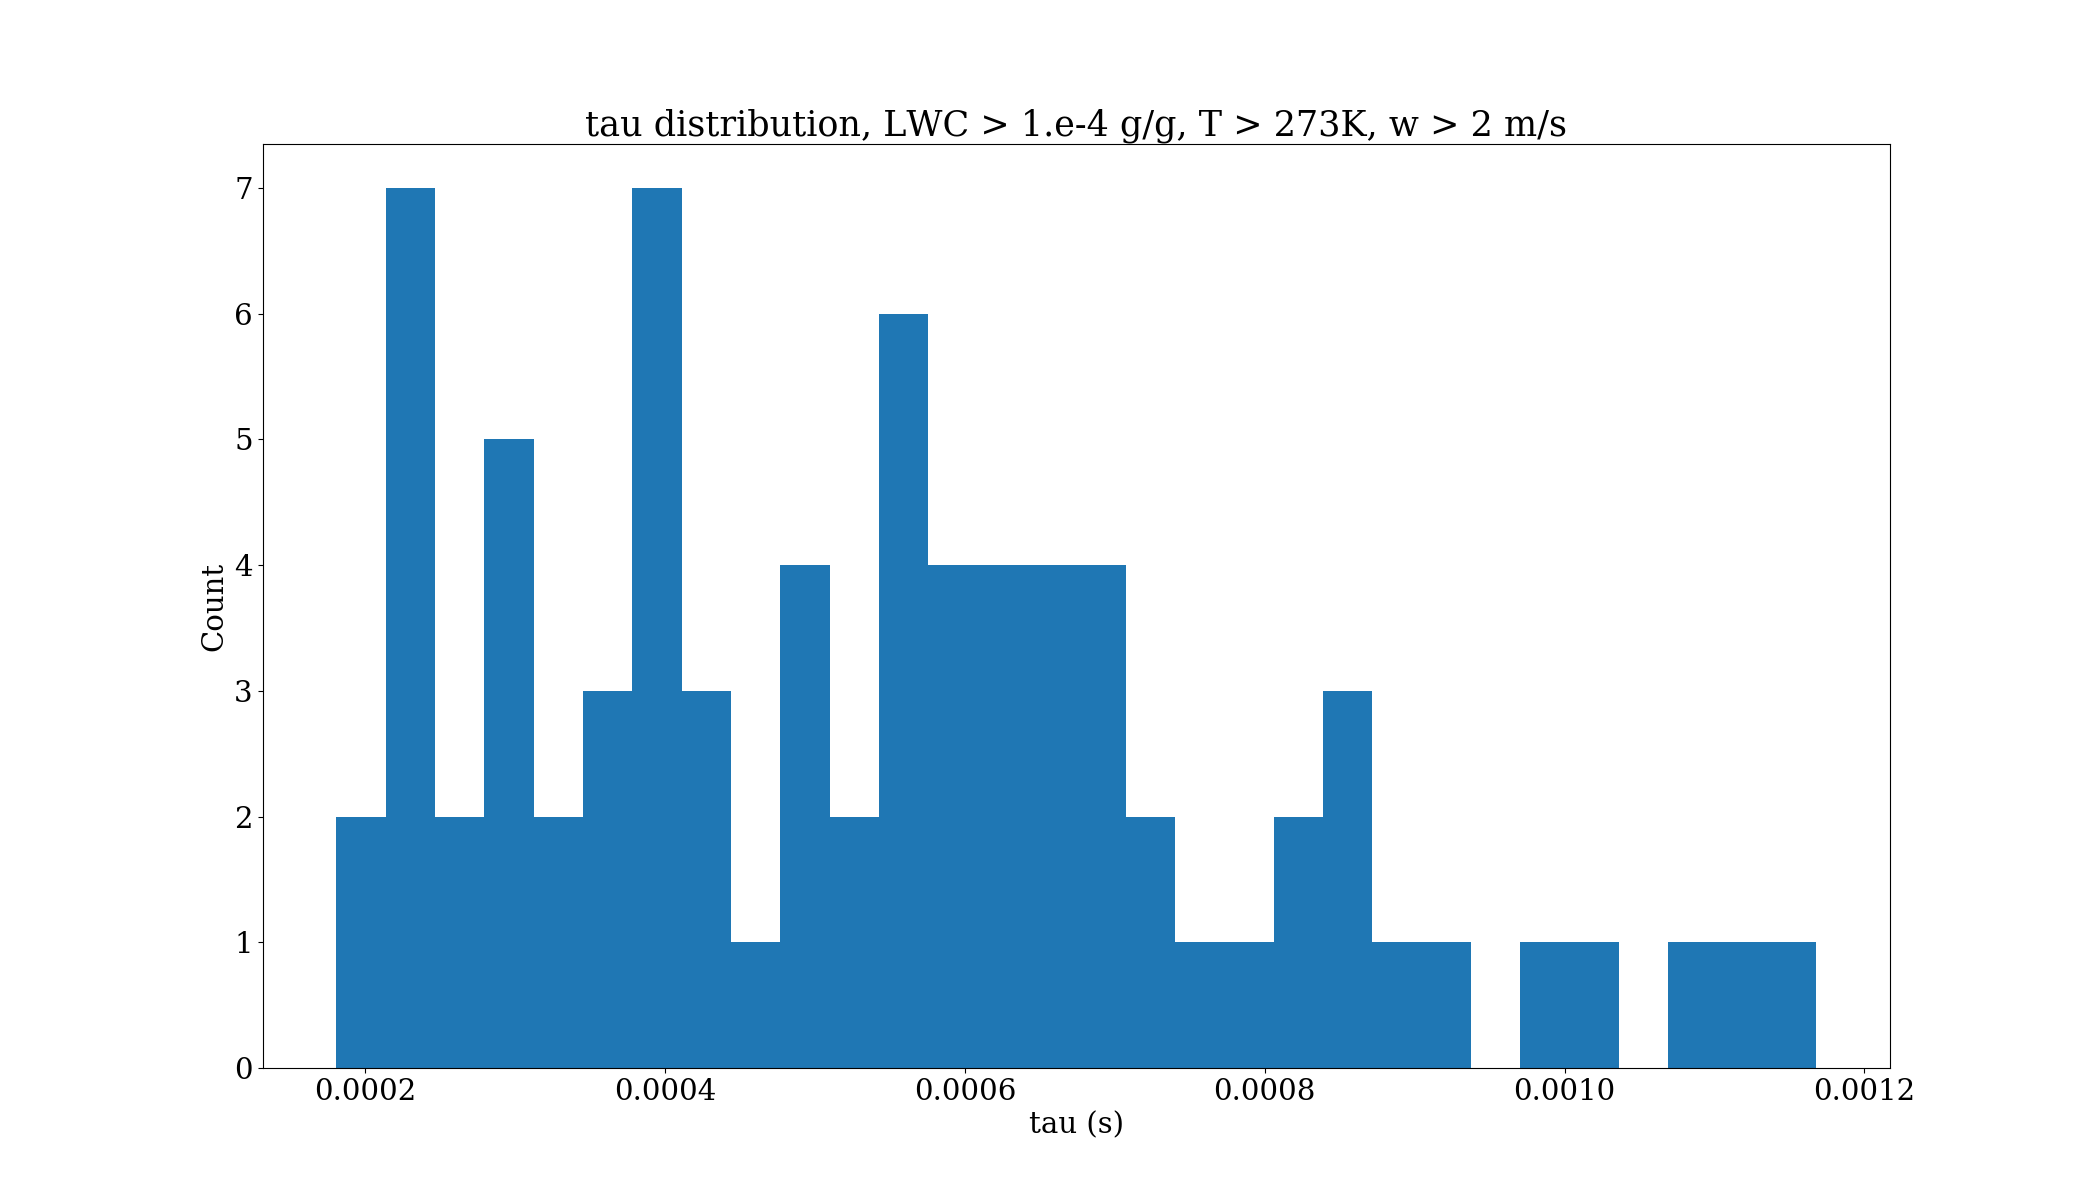 tau distribution, LWC > 1.e-4 g/g, T > 273K, w > 2 m/s
7
6
5
4
3
2
1
0
Count
0.0002 0.0004 0.0006 0.0008 0.0010 0.0012
tau (s)